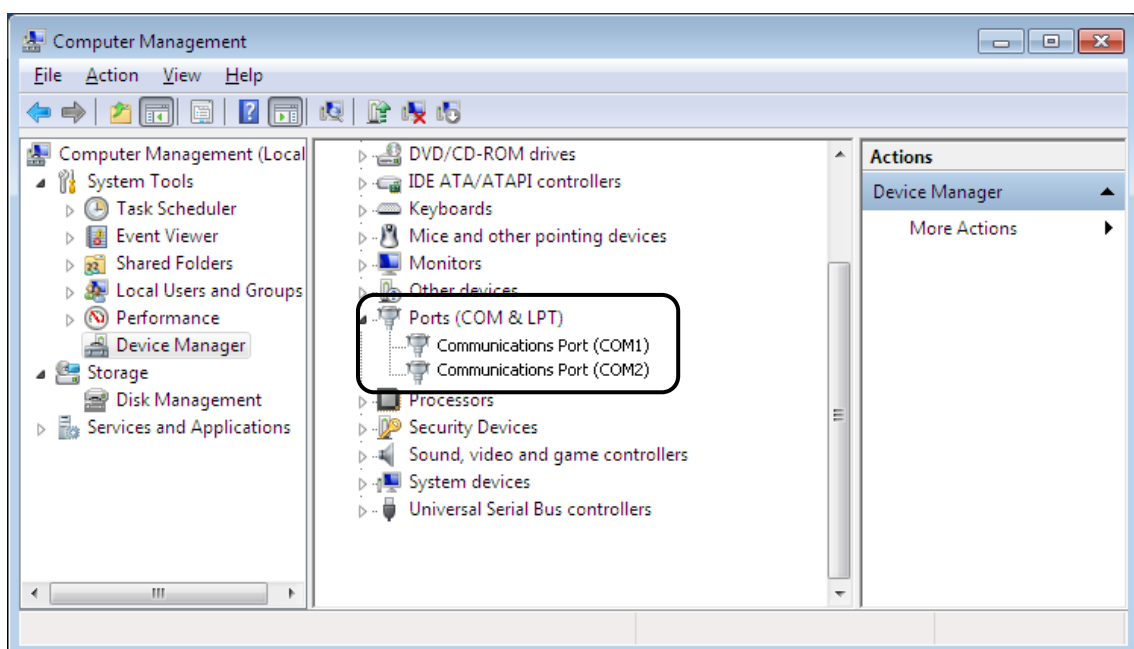 Computer Management
File Action View Help
Computer Management (Local
System Tools
Task Scheduler
Event Viewer
Shared Folders
Local Users and Groups
Performance
Device Manager
Storage
Disk Management
Services and Applications
DVD/CD-ROM drives
IDE ATA/ATAPI controllers
Keyboards
Mice and other pointing devices
Monitors
Other devices
Ports (COM & LPT)
Communications Port (COM1)
Communications Port (COM2)
Processors
Security Devices
Sound, video and game controllers
System devices
Universal Serial Bus controllers
Actions
Device Manager
More Actions